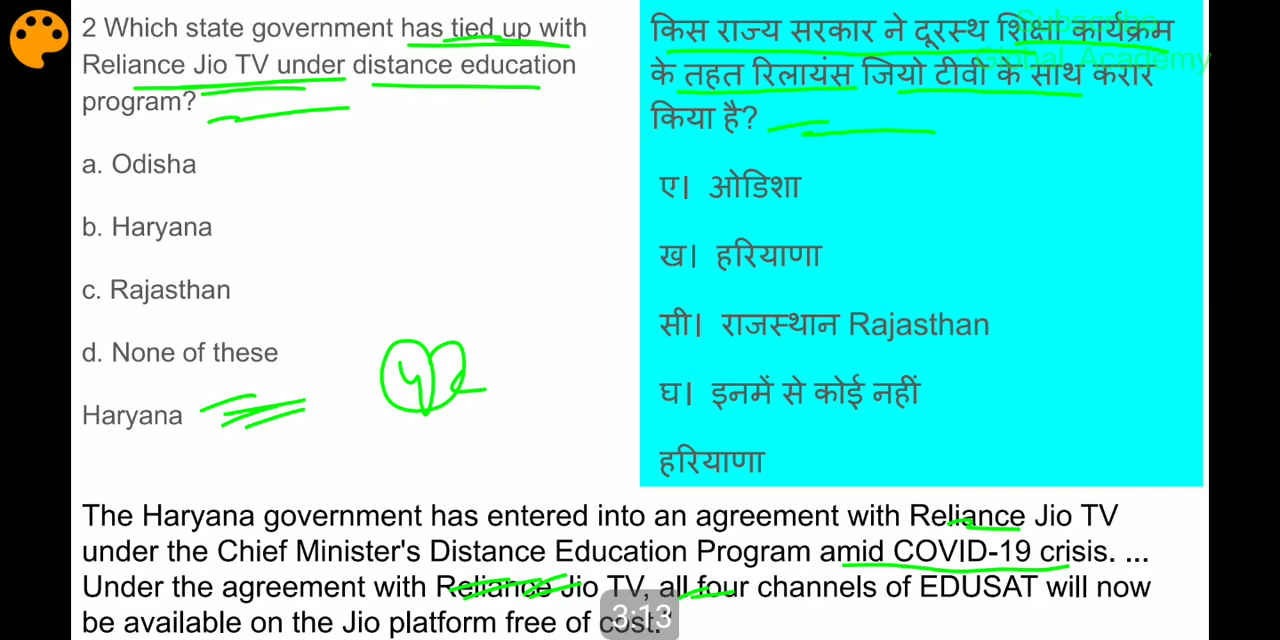 2 Which state government has tied up with
Reliance Jio TV under distance education
program?
a. Odisha
b. Haryana
c. Rajasthan
d. None of these
Haryana
42
Subscribe
Global Academy
किस राज्य सरकार ने दूरस्थ शिक्षा कार्यक्रम
के तहत रिलायंस जियो टीवी के साथ करार
किया है?
ए। ओडिशा
ख। हरियाणा
सी। राजस्थान Rajasthan
घ। इनमें से कोई नहीं
हरियाणा
The Haryana government has entered into an agreement with Reliance Jio TV
under the Chief Minister's Distance Education Program amid COVID-19 crisis. ...
Under the agreement with Reliance Jio TV, all four channels of EDUSAT will now
be available on the Jio platform free of cost."
3:13